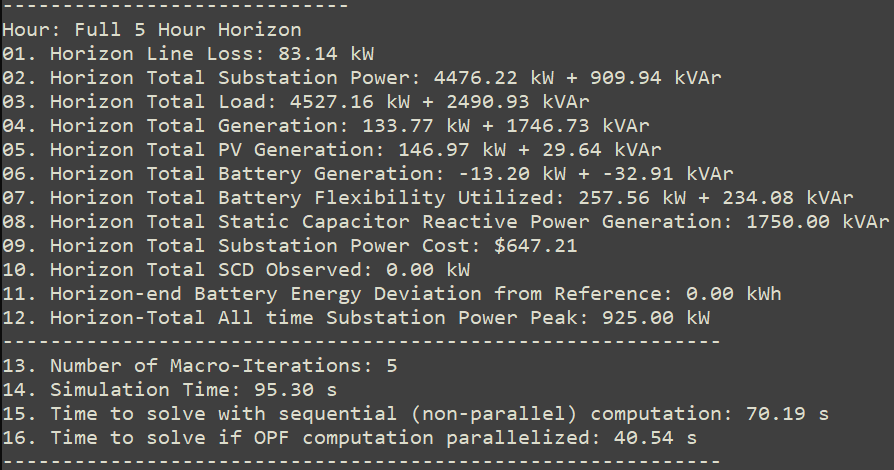 -----------------------------
Hour: Full 5 Hour Horizon
01. Horizon Line Loss: 83.14 kW
02. Horizon Total Substation Power: 4476.22 kW + 909.94 kVAr
03. Horizon Total Load: 4527.16 kW + 2490.93 kVAr
04. Horizon Total Generation: 133.77 kW + 1746.73 kVAr
05. Horizon Total PV Generation: 146.97 kW + 29.64 kVAr
06. Horizon Total Battery Generation: -13.20 kW + -32.91 kVAr
07. Horizon Total Battery Flexibility Utilized: 257.56 kW + 234.08 kVAr
08. Horizon Total Static Capacitor Reactive Power Generation: 1750.00 kVAr
09. Horizon Total Substation Power Cost: $647.21
10. Horizon Total SCD Observed: 0.00 kW
11. Horizon-end Battery Energy Deviation from Reference: 0.00 kWh
12. Horizon-Total All time Substation Power Peak: 925.00 kW
------------------------------------------------------------
13. Number of Macro-Iterations: 5
14. Simulation Time: 95.30 s
15. Time to solve with sequential (non-parallel) computation: 70.19 s
16. Time to solve if OPF computation parallelized: 40.54 s
------------------------------------------------------------